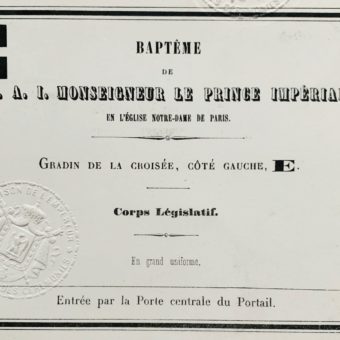 BAPTÊME
DE
. A. I. MONSEIGNEUR LE PRINCE IMPÉRIA
EN L'ÉGLISE NOTRE-DAME DE PARIS.
GRADIN DE LA CROISÉE, CÔTÉ GAUCHE, E.
Corps Législatif.
En grand uniforme.
Entrée par la Porte centrale du Portail.